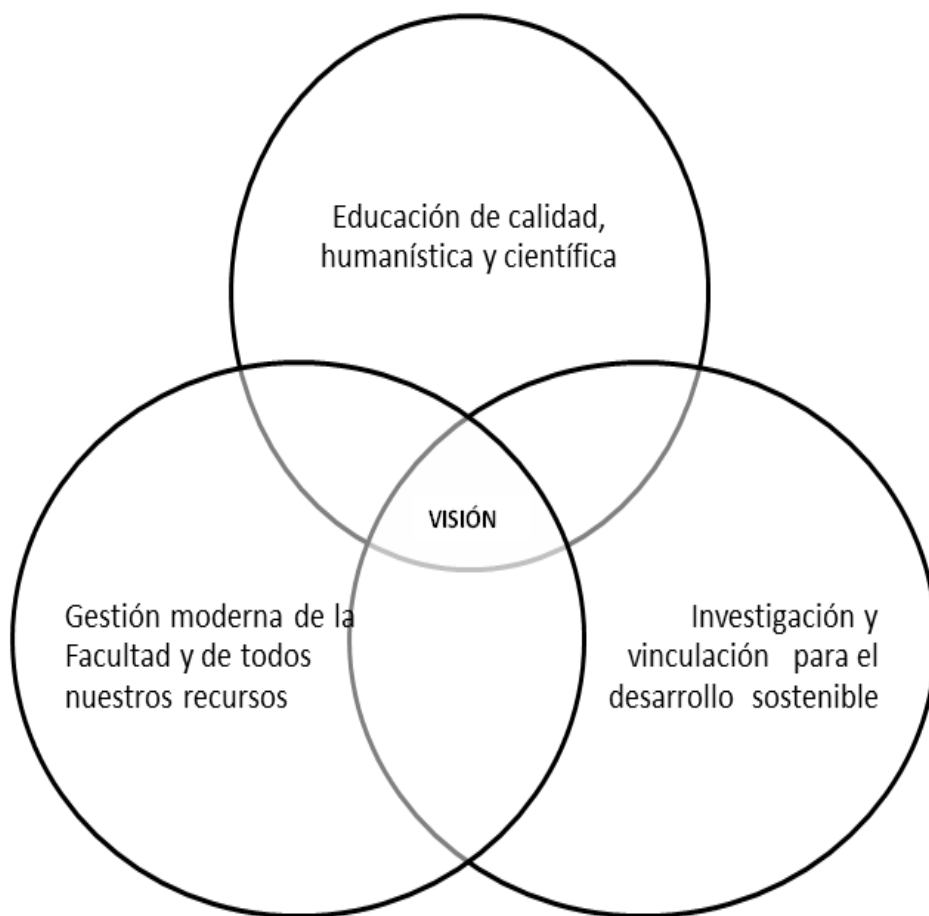 Educación de calidad,
humanística y científica
VISIÓN
Gestión moderna de la
Facultad y de todos
nuestros recursos
Investigación y
vinculación para el
desarrollo sostenible